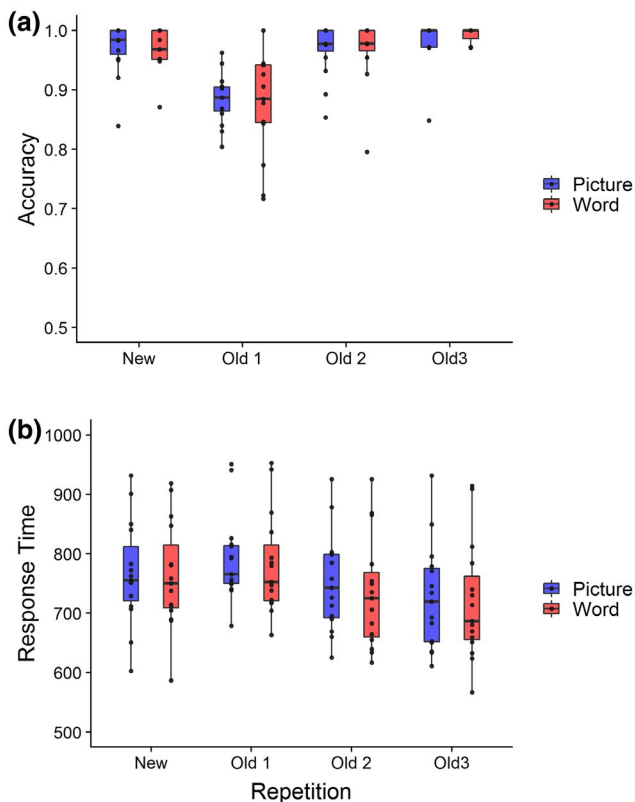 (a)
1.0
0.9
0.8
0.7
0.6
0.5
Accuracy
New Old 1 Old 2 Old3
Picture
Word
(b)
1000
900
800
700
600
500
Response Time
New Old 1 Old 2 Old3
Repetition
Picture
Word